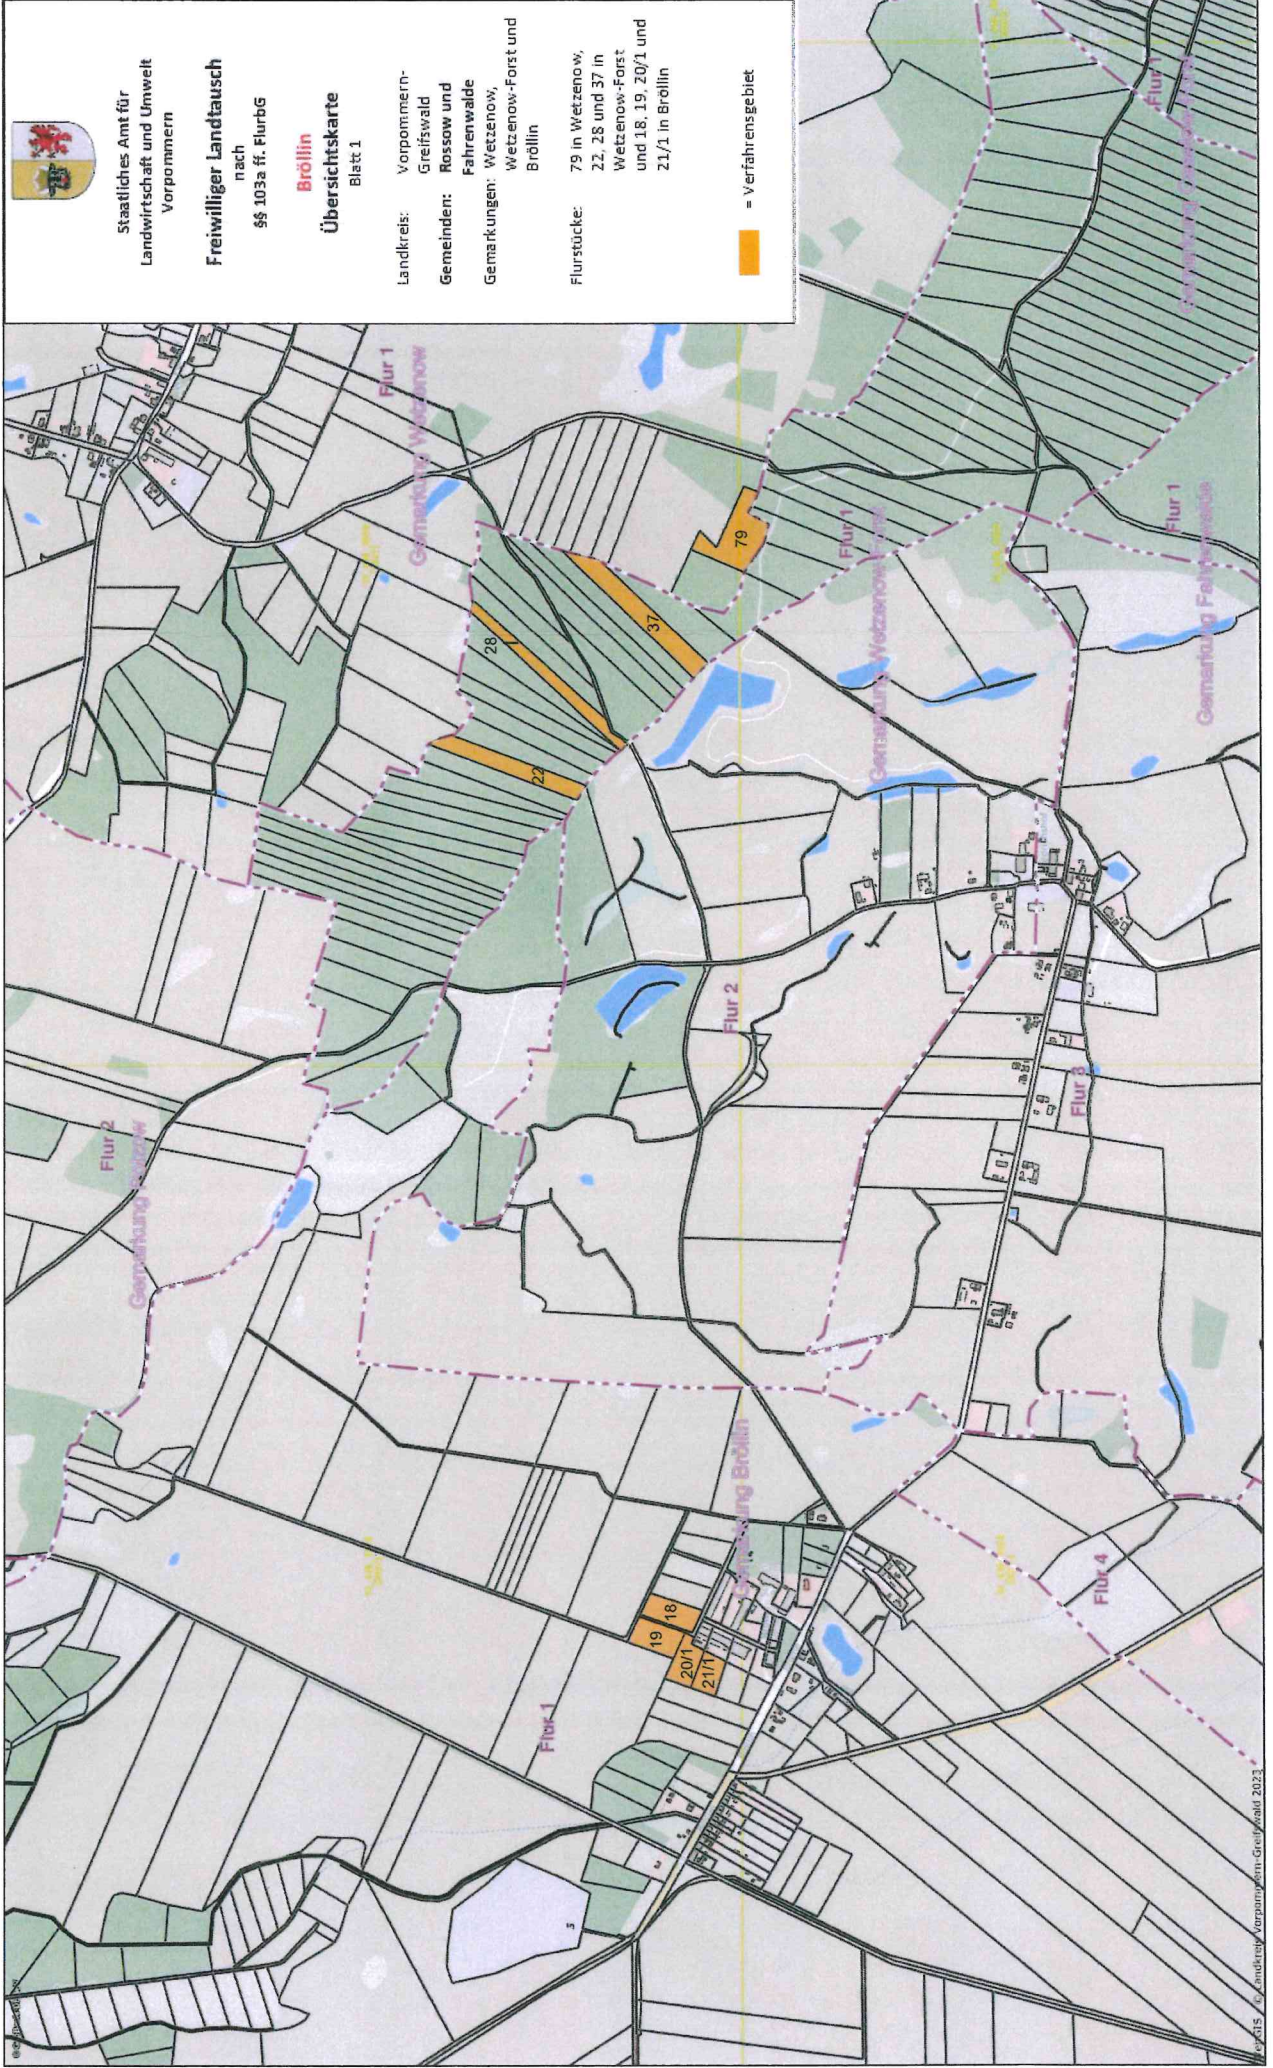 Staatliches Amt für
Landwirtschaft und Umwelt
Vorpommern
Freiwilliger Landtausch
nach
§§ 103a ff. FlurbG
Bröllin
Übersichtskarte
Blatt 1
Landkreis: Vorpommern-
Greifswald
Gemeinden: Rossow und
Fahrenwalde
Gemarkungen: Wetzenow,
Wetzenow-Forst und
Bröllin
Flurstücke: 79 in Wetzenow,
22, 28 und 37 in
Wetzenow-Forst
und 18, 19, 20/1 und
21/1 in Bröllin
= Verfahrensgebiet
Flur 1
Gemarkung Wetzenow
Flur 2
Gemarkung
28
22
37
79
Flur 1
Gemarkung Wetzenow-Forst
Flur 1
Gemarkung
Flur 1
Gemarkung Fahrenwalde
Flur 2
Flur 3
Gemarkung Bröllin
18
19
20/1
21/1
Flur 1
Flur 4
© Landkreis Vorpommern-Greifswald 2023